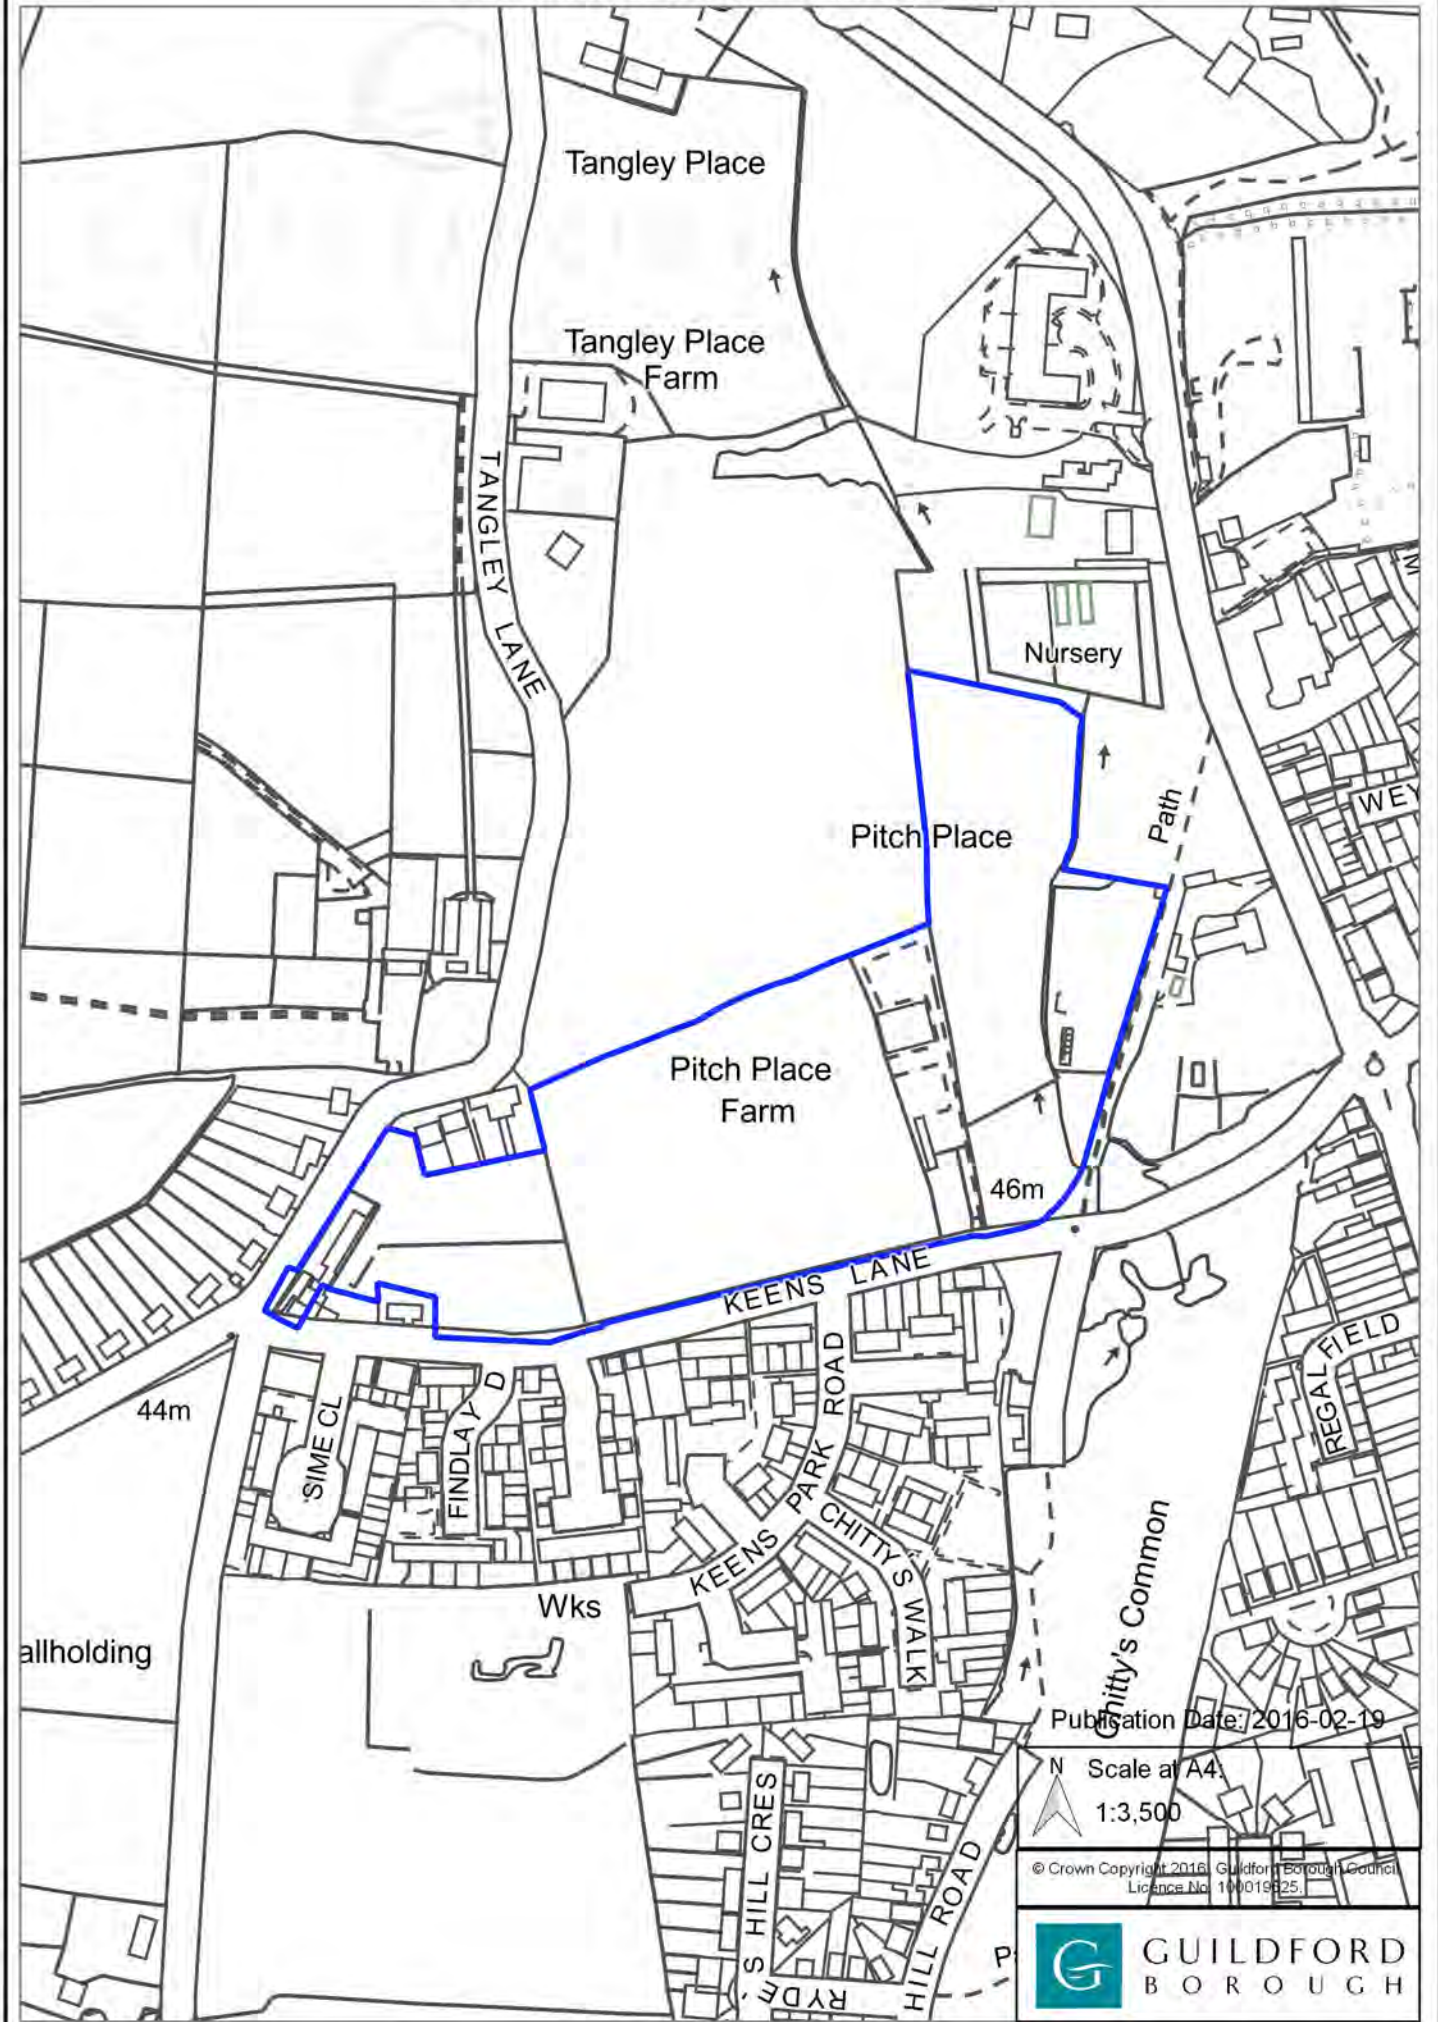 Tangley Place
Tangley Place
Farm
TANGLEY LANE
Nursery
WEY
Pitch Place
Path
Pitch Place
Farm
46m
KEENS LANE
REGAL FIELD
44m
SIME CL
FINDLAY D
KEENS PARK ROAD
CHITTY S WALK
Chitty's Common
Wks
allholding
RYDE'S HILL CRES
RYDE
HILL ROAD
Publication Date: 2016-02-19
N
Scale at A4:
1:3,500
© Crown Copyright 2016. Guildford Borough Council
Licence No. 100019625.
G
GUILDFORD
BOROUGH